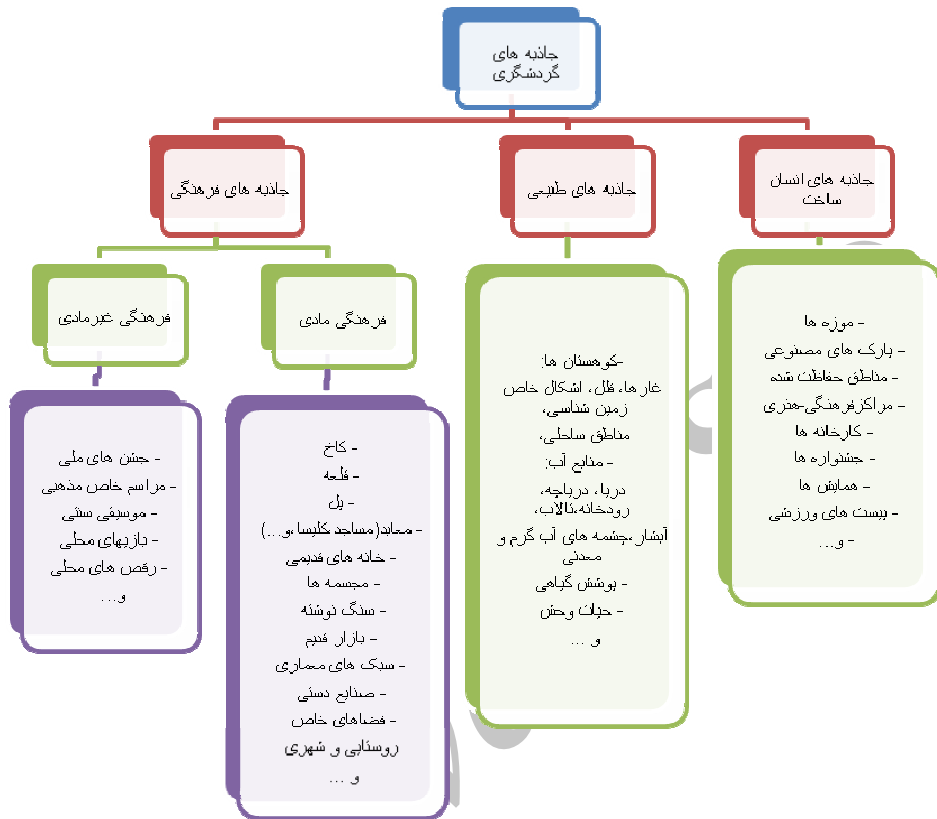 جاذبه های
گردشگری
جاذبه های انسان
ساخت
جاذبه های طبیعی
جاذبه های فرهنگی
فرهنگی مادی
فرهنگی غیرمادی
- موزه ها
- پارک های مصنوعی
- مناطق حفاظت شده
- مراکزفرهنگی-هنری
- کارخانه ها
- جشنواره ها
- همایش ها
- پیست های ورزشی
- و...
-کوهستان ها:
غارها، قلل، اشکال خاص
زمین شناسی،
مناطق ساحلی،
- منابع آب:
دریا، دریاچه،
رودخانه،تالاب،
آبشار،چشمه های آب گرم و
معدنی
- پوشش گیاهی
- حیات وحش
و ...
- کاخ
- قلعه
- پل
- معابد(مساجد کلیسا،و...)
- خانه های قدیمی
- مجسمه ها
- سنگ نوشته
- بازار قدیم
- سبک های معماری
- صنایع دستی
- فضاهای خاص
روستایی و شهری
و ...
- جشن های ملی
- مراسم خاص مذهبی
- موسیقی سنتی
- بازیهای محلی
- رقص های محلی
و...